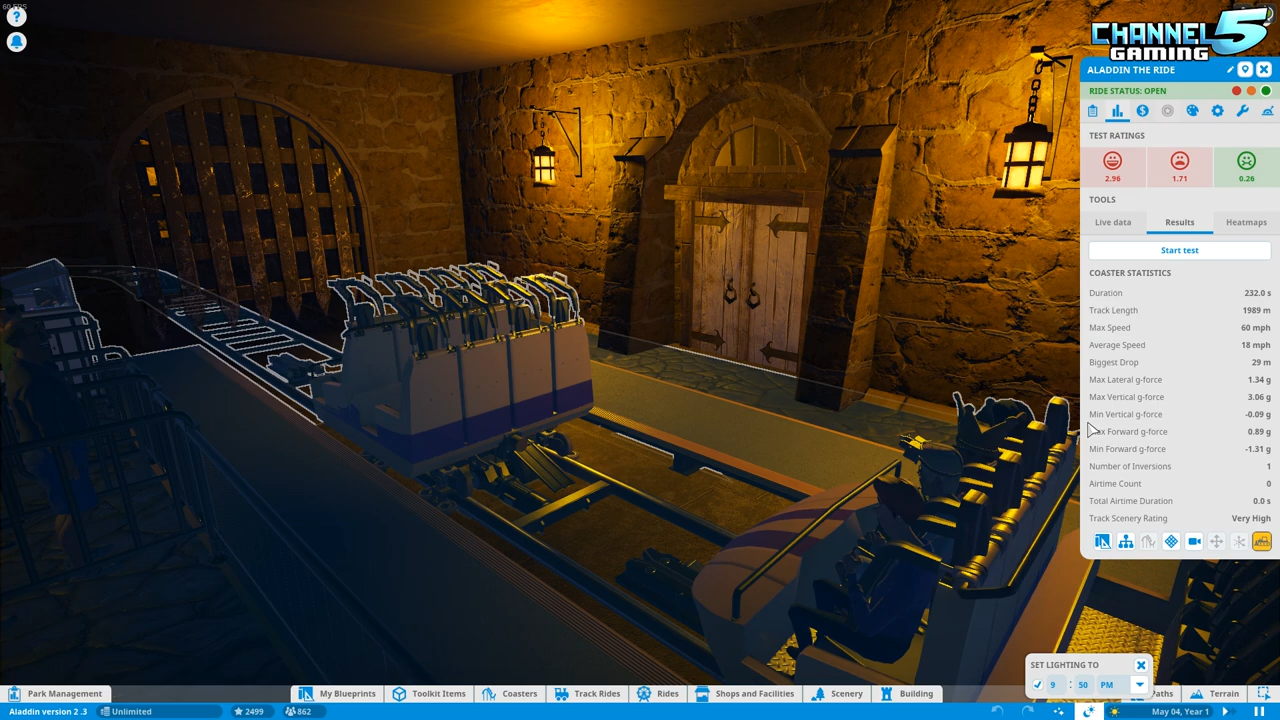 60 FPS
?
CHANNEL 5
GAMING
ALADDIN THE RIDE
RIDE STATUS: OPEN
TEST RATINGS
2.96 1.71 0.26
TOOLS
Live data Results Heatmaps
Start test
COASTER STATISTICS
Duration 232.0 s
Track Length 1989 m
Max Speed 60 mph
Average Speed 18 mph
Biggest Drop 29 m
Max Lateral g-force 1.34 g
Max Vertical g-force 3.06 g
Min Vertical g-force -0.09 g
Max Forward g-force 0.89 g
Min Forward g-force -1.31 g
Number of Inversions 1
Airtime Count 0
Total Airtime Duration 0.0 s
Track Scenery Rating Very High
SET LIGHTING TO
9 : 50 PM
Park Management My Blueprints Toolkit Items Coasters Track Rides Rides Shops and Facilities Scenery Building Paths Terrain
Aladdin version 2 .3 Unlimited 2499 862 May 04, Year 1